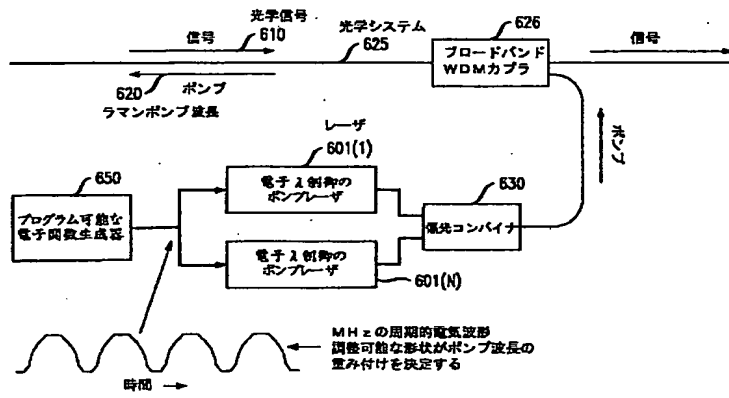 光学信号
信号
610
光学システム
625
626
ブロードバンド
WDMカプラ
信号
620
ポンプ
ラマンポンプ波長
ポンプ
レーザ
601(1)
650
プログラム可能な
電子関数生成器
電子λ制御の
ポンプレーザ
630
偏光コンバイナ
電子λ制御の
ポンプレーザ
601(N)
MHzの周期的電気波形
調整可能な形状がポンプ波長の
重み付けを決定する
時間